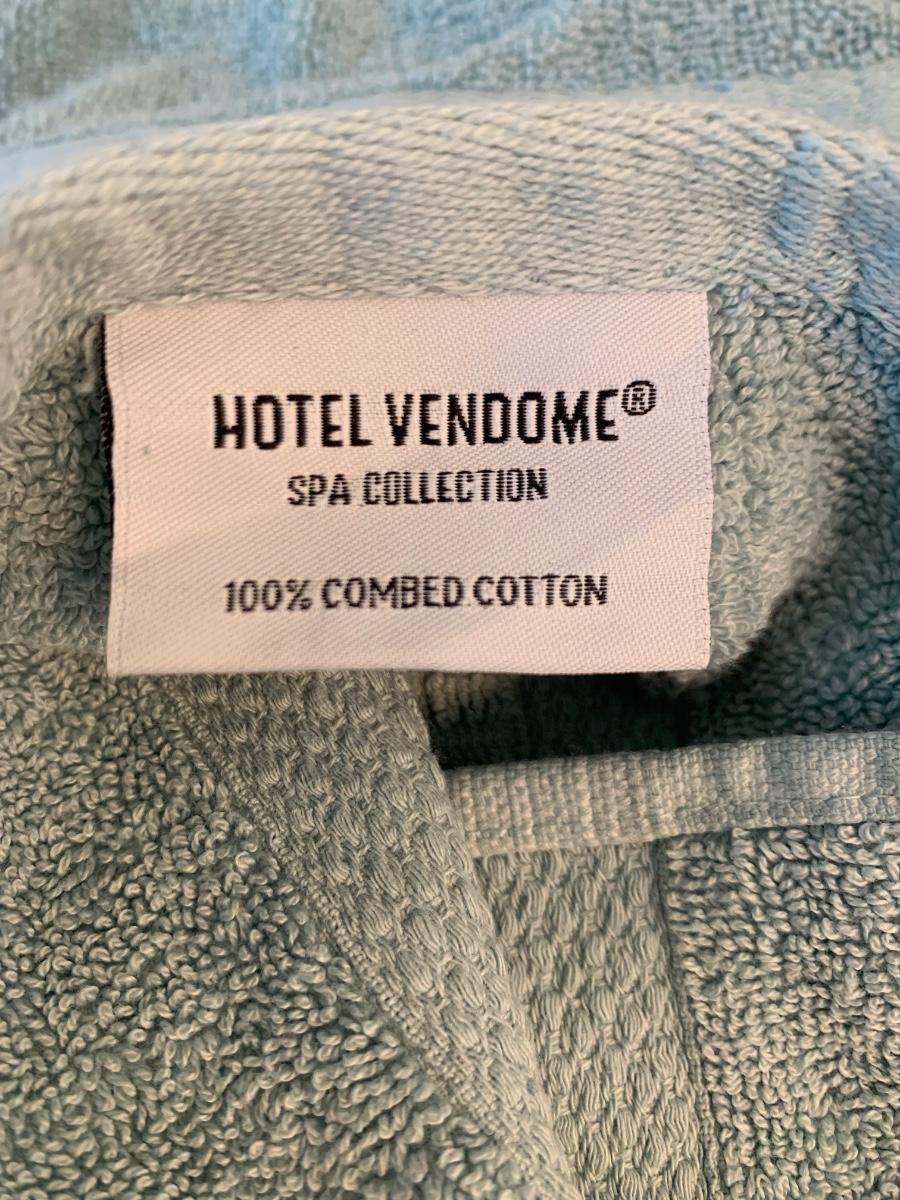 HOTEL VENDOME®
SPA COLLECTION
100% COMBED COTTON